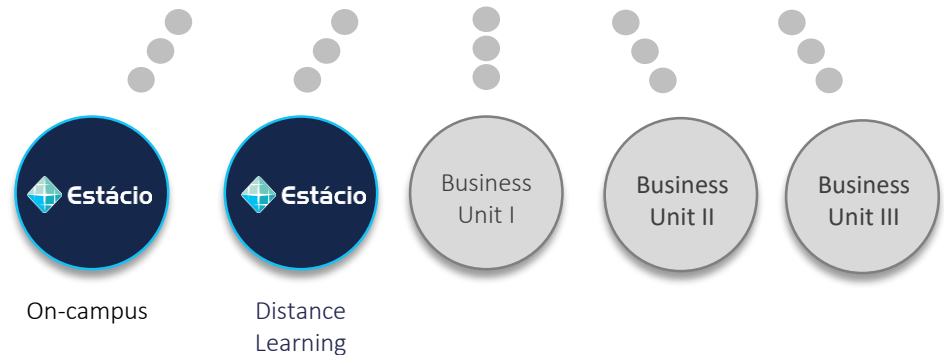 Estácio
Estácio
Business
Unit I
Business
Unit II
Business
Unit III
On-campus
Distance
Learning